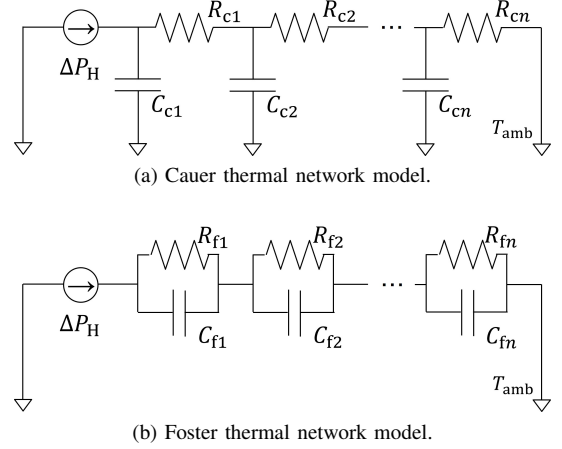 R_c1 R_c2 ... R_cn
ΔP_H C_c1 C_c2 C_cn T_amb
(a) Cauer thermal network model.
R_f1 R_f2 ... R_fn
ΔP_H C_f1 C_f2 C_fn T_amb
(b) Foster thermal network model.